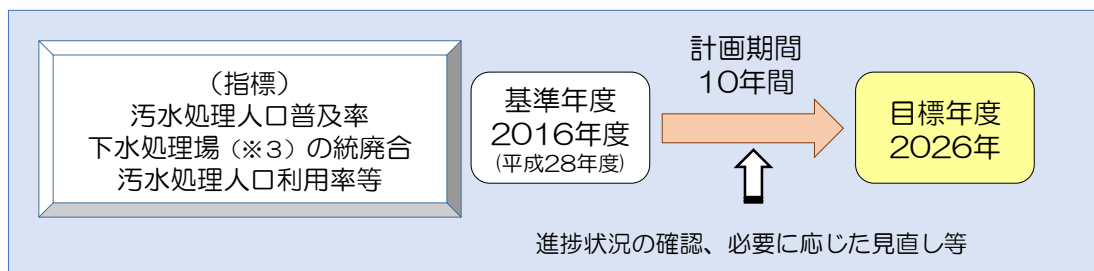 （指標）
汚水処理人口普及率
下水処理場（※３）の統廃合
汚水処理人口利用率等
基準年度
2016年度
(平成28年度)
計画期間
10年間
目標年度
2026年
進捗状況の確認、必要に応じた見直し等